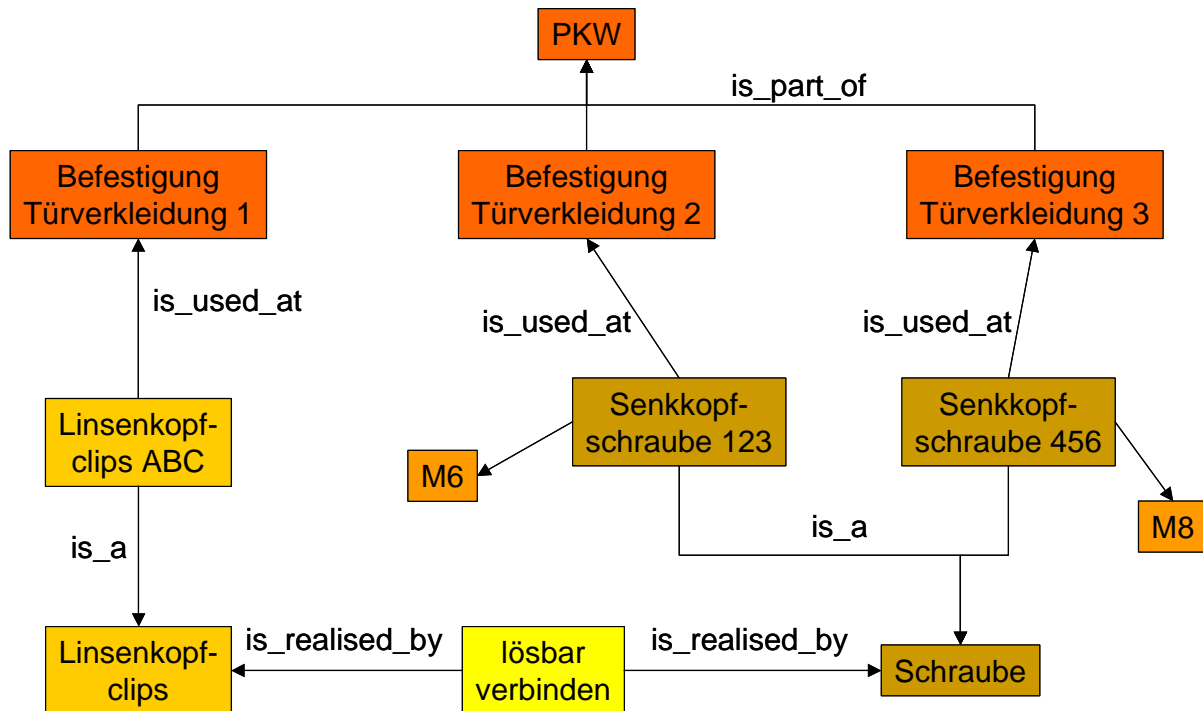 PKW
is_part_of
Befestigung
Türverkleidung 1
Befestigung
Türverkleidung 2
Befestigung
Türverkleidung 3
is_used_at
is_used_at
is_used_at
Linsenkopf-
clips ABC
Senkkopf-
schraube 123
Senkkopf-
schraube 456
M6
M8
is_a
is_a
Linsenkopf-
clips
is_realised_by
lösbar
verbinden
is_realised_by
Schraube